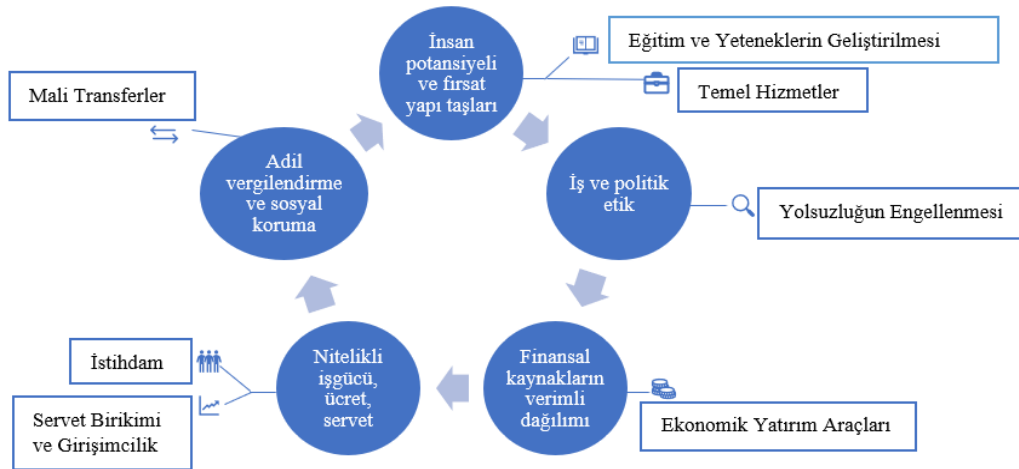 İnsan
potansiyeli
ve fırsat
yapı taşları
Eğitim ve Yeteneklerin Geliştirilmesi
Temel Hizmetler
İş ve politik
etik
Yolsuzluğun Engellenmesi
Finansal
kaynakların
verimli
dağılımı
Ekonomik Yatırım Araçları
Nitelikli
işgücü,
ücret,
servet
İstihdam
Servet Birikimi
ve Girişimcilik
Adil
vergilendirme
ve sosyal
koruma
Mali Transferler